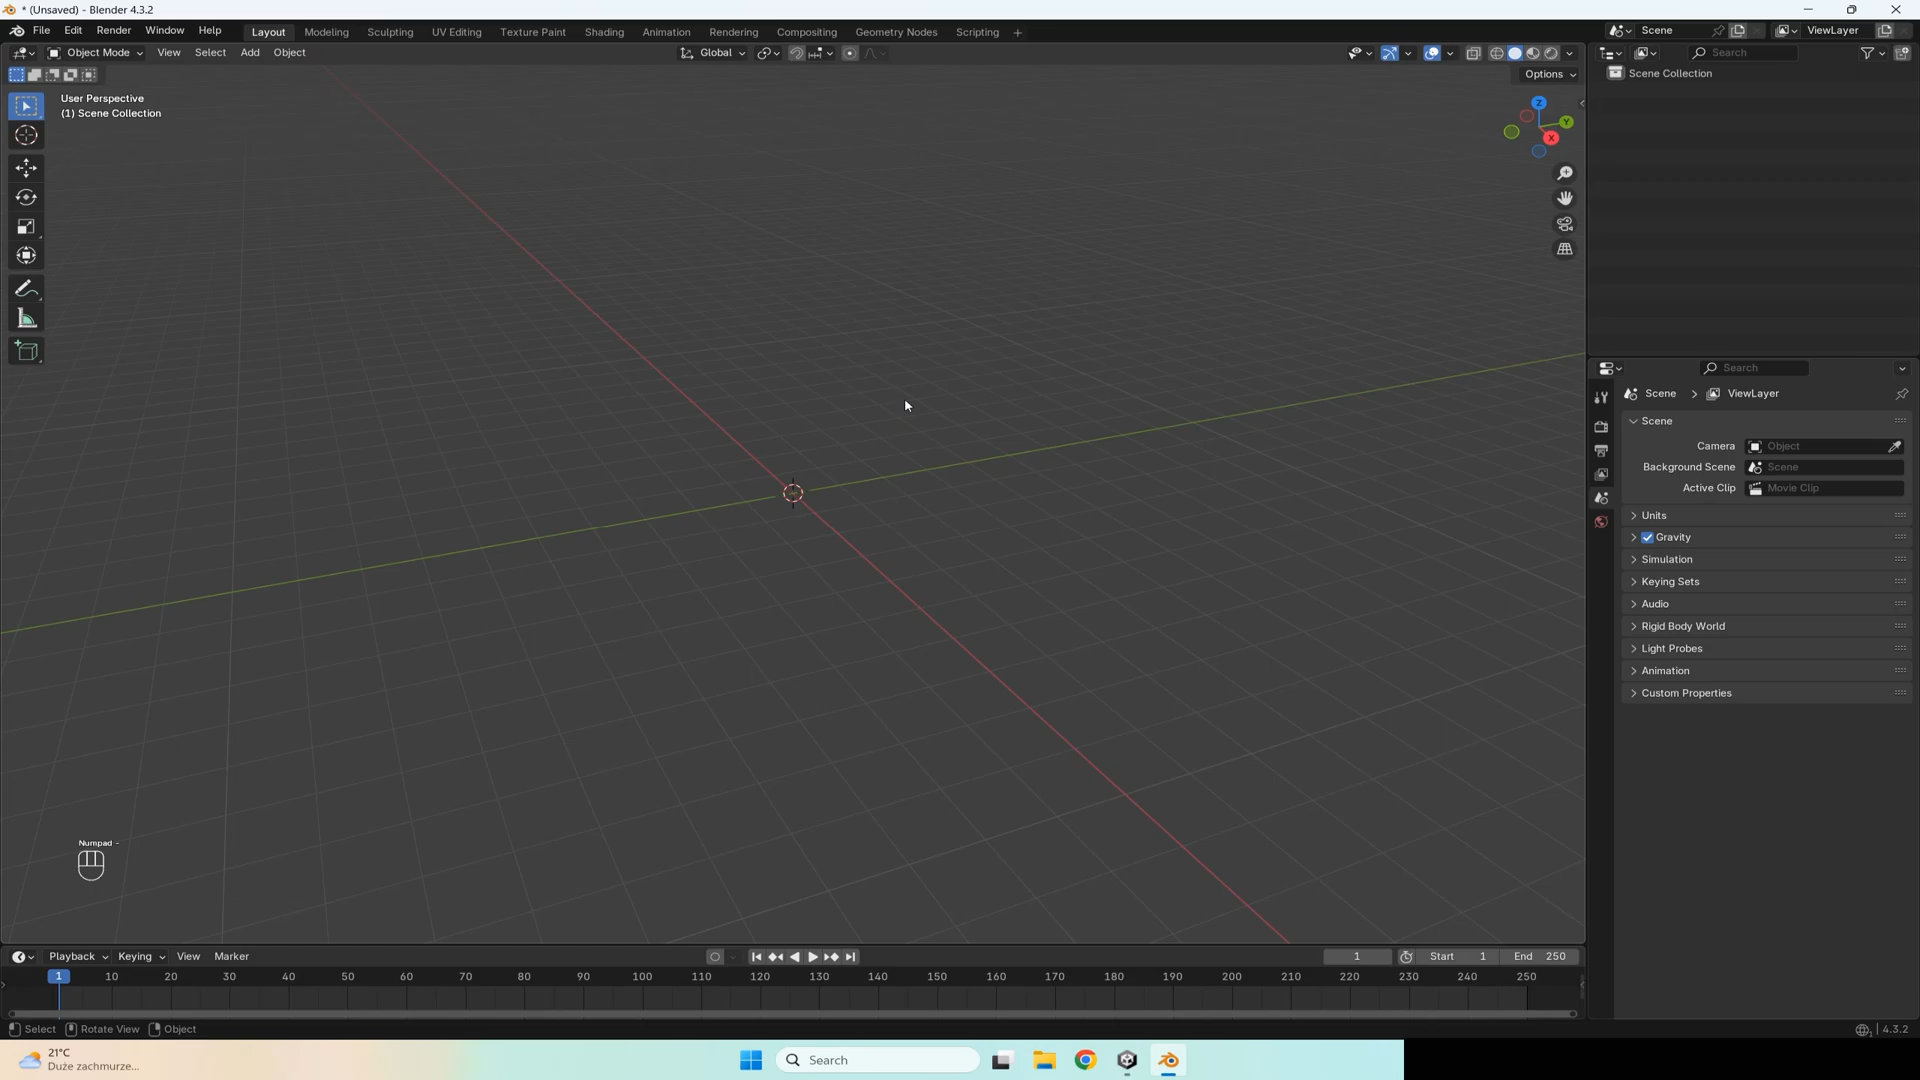 * (Unsaved) - Blender 4.3.2
File Edit Render Window Help Layout Modeling Sculpting UV Editing Texture Paint Shading Animation Rendering Compositing Geometry Nodes Scripting + Scene ViewLayer
Object Mode View Select Add Object Global Search
Options
Scene Collection
User Perspective
(1) Scene Collection
Z
Y
X
Search
Scene > ViewLayer
Scene
Camera Object
Background Scene Scene
Active Clip Movie Clip
Units
Gravity
Simulation
Keying Sets
Audio
Rigid Body World
Light Probes
Animation
Custom Properties
Numpad -
Playback Keying View Marker 1 Start 1 End 250
1 10 20 30 40 50 60 70 80 90 100 110 120 130 140 150 160 170 180 190 200 210 220 230 240 250
Select Rotate View Object 4.3.2
21°C
Duże zachmurze...
Search